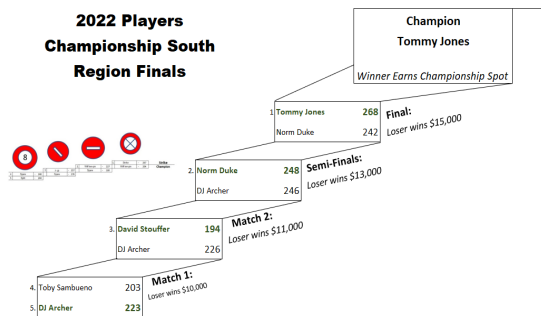 2022 Players
Championship South
Region Finals
Champion
Tommy Jones
Winner Earns Championship Spot
1 Tommy Jones 268
Norm Duke 242
Final:
Loser wins $15,000
2. Norm Duke 248
DJ Archer 246
Semi-Finals:
Loser wins $13,000
3. David Stouffer 194
DJ Archer 226
Match 2:
Loser wins $11,000
4. Toby Sambueno 203
5. DJ Archer 223
Match 1:
Loser wins $10,000
8